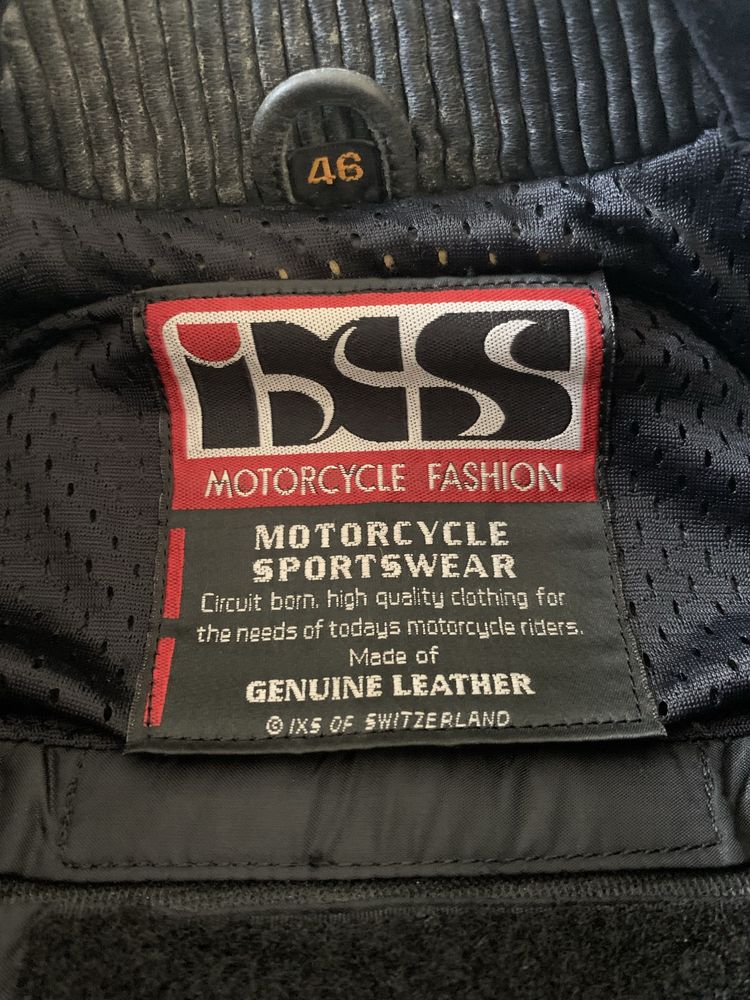 46
iXS
MOTORCYCLE FASHION
MOTORCYCLE
SPORTSWEAR
Circuit born, high quality clothing for
the needs of todays motorcycle riders.
Made of
GENUINE LEATHER
© IXS OF SWITZERLAND